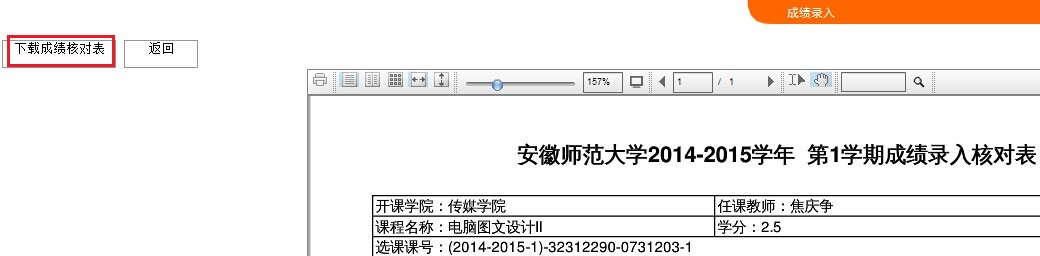 成绩录入
下载成绩核对表 返回
157% 1 / 1
安徽师范大学2014-2015学年 第1学期成绩录入核对表
开课学院：传媒学院 任课教师：焦庆争
课程名称：电脑图文设计II 学分：2.5
选课课号：(2014-2015-1)-32312290-0731203-1